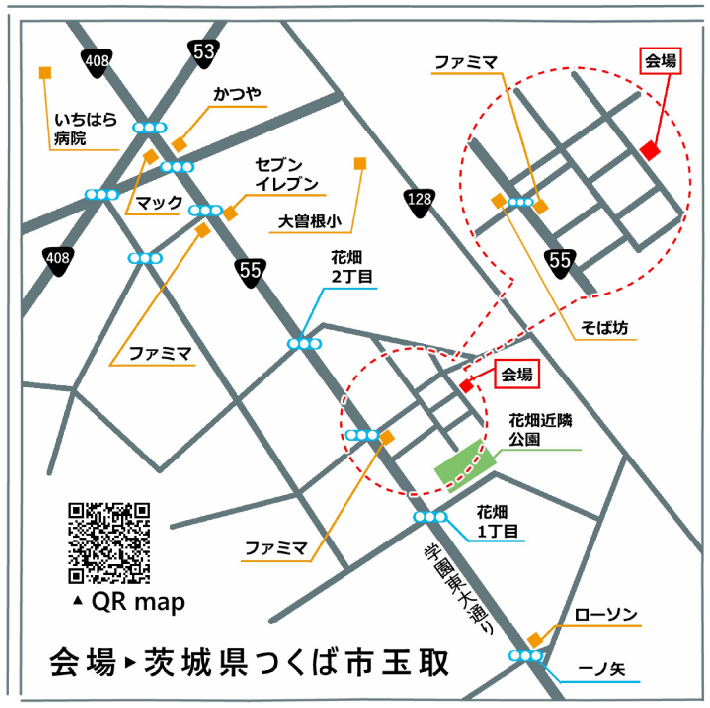 408
53
ファミマ
会場
いちはら
病院
かつや
セブン
イレブン
マック
大曽根小
128
408
55
花畑
2丁目
55
そば坊
ファミマ
会場
花畑近隣
公園
ファミマ
花畑
1丁目
学園東大通り
▲ QR map
ローソン
会場▶茨城県つくば市玉取
一ノ矢